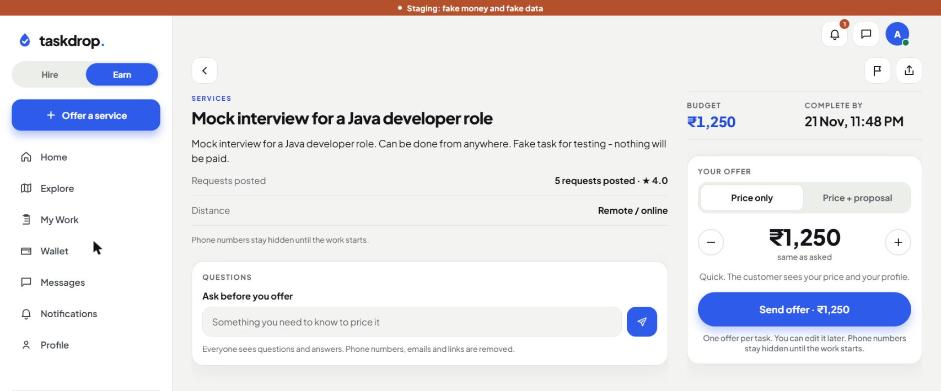 Staging: fake money and fake data
taskdrop.
Hire
Earn
+ Offer a service
Home
Explore
My Work
Wallet
Messages
Notifications
Profile
1
A
SERVICES
Mock interview for a Java developer role
Mock interview for a Java developer role. Can be done from anywhere. Fake task for testing - nothing will
be paid.
Requests posted
5 requests posted · ★ 4.0
Distance
Remote / online
Phone numbers stay hidden until the work starts.
QUESTIONS
Ask before you offer
Something you need to know to price it
Everyone sees questions and answers. Phone numbers, emails and links are removed.
BUDGET
₹1,250
COMPLETE BY
21 Nov, 11:48 PM
YOUR OFFER
Price only
Price + proposal
−
₹1,250
+
same as asked
Quick. The customer sees your price and your profile.
Send offer · ₹1,250
One offer per task. You can edit it later. Phone numbers
stay hidden until the work starts.